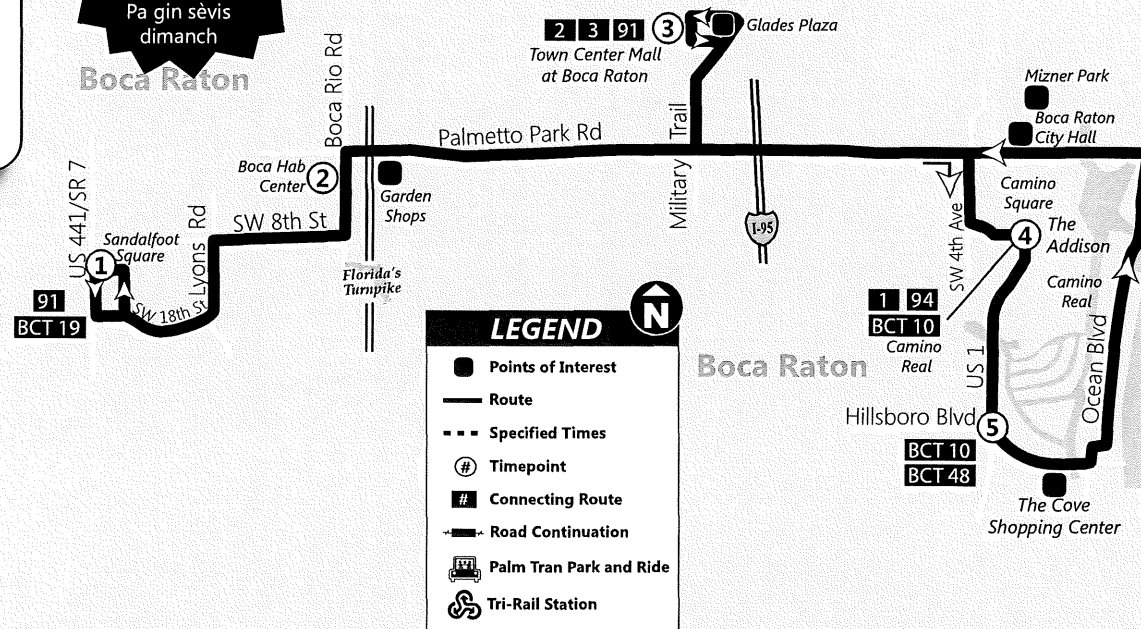 Pa gin sèvis
dimanch
Boca Raton
Boca Rio Rd
2 3 91
3
Glades Plaza
Town Center Mall
at Boca Raton
Mizner Park
Boca Raton
City Hall
Palmetto Park Rd
Military Trail
US 441/SR 7
Boca Hab
Center
2
Garden
Shops
Camino
Square
I-95
SW 4th Ave
4
The
Addison
Lyons Rd
SW 8th St
Sandalfoot
Square
1
SW 18th St
Florida's
Turnpike
91
BCT 19
1 94
BCT 10
Camino
Real
Camino
Real
US 1
Ocean Blvd
Boca Raton
Hillsboro Blvd
5
BCT 10
BCT 48
The Cove
Shopping Center
N
LEGEND
Points of Interest
Route
Specified Times
# Timepoint
# Connecting Route
Road Continuation
Palm Tran Park and Ride
Tri-Rail Station